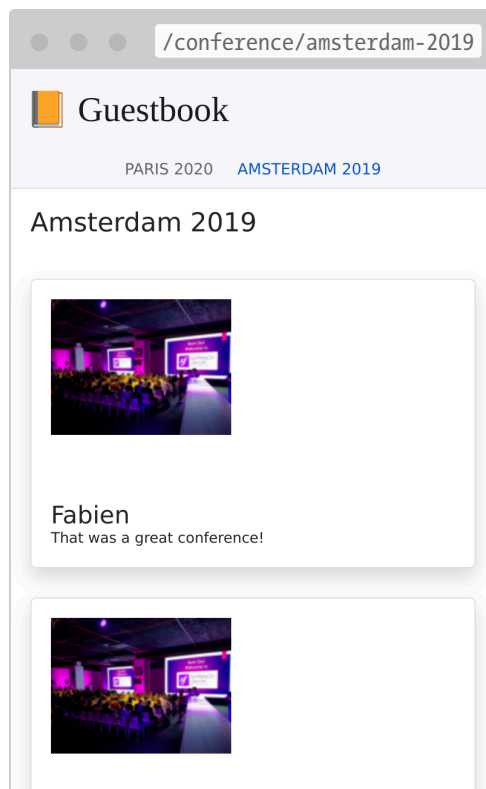 /conference/amsterdam-2019
Guestbook
PARIS 2020 AMSTERDAM 2019
Amsterdam 2019
Fabien
That was a great conference!